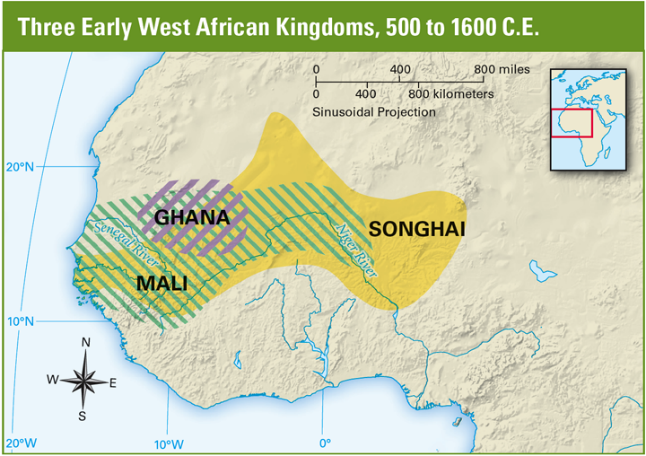 Three Early West African Kingdoms, 500 to 1600 C.E.
0 400 800 miles
0 400 800 kilometers
Sinusoidal Projection
20°N
GHANA
SONGHAI
Senegal River
Niger River
MALI
10°N
N
W E
S
20°W 10°W 0°